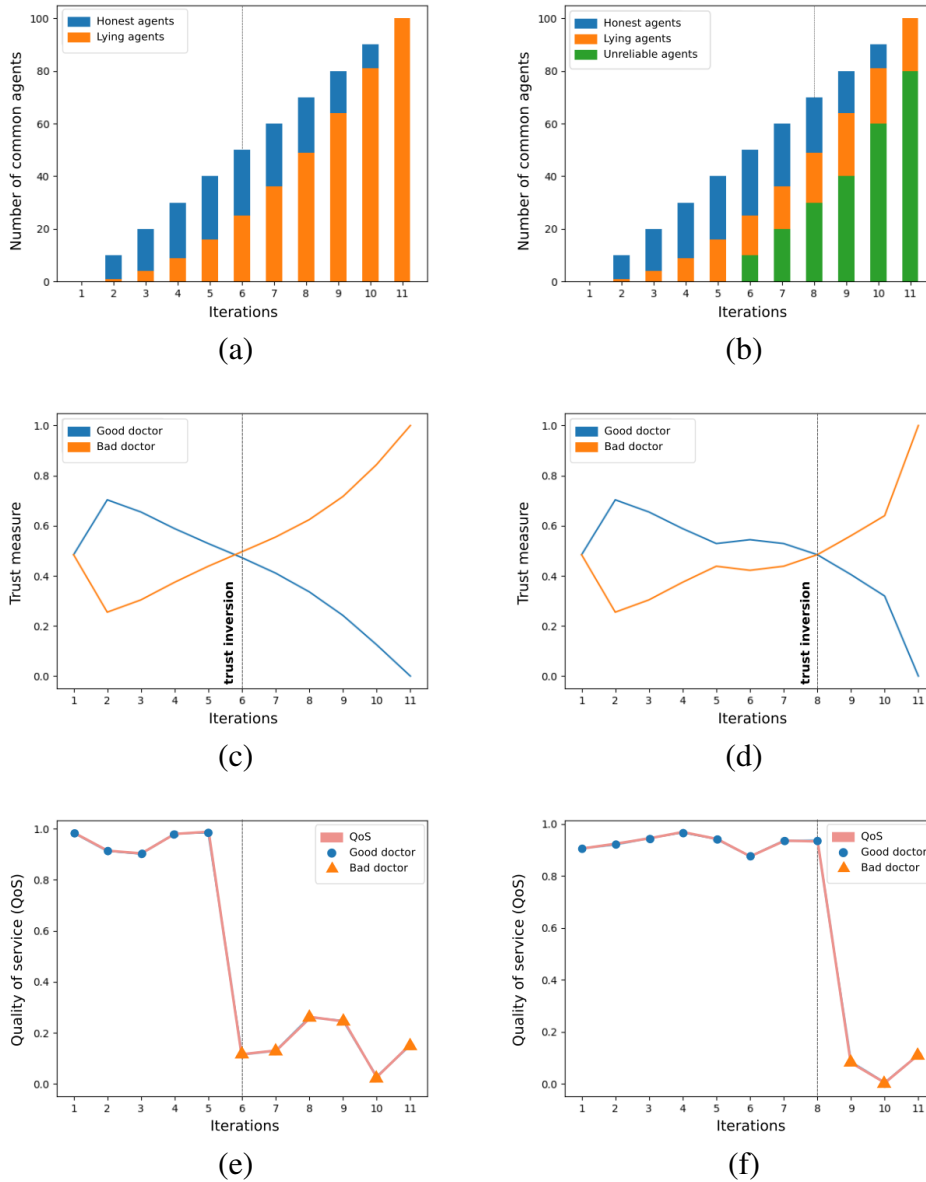 Number of common agents
100
80
60
40
20
0
Honest agents
Lying agents
1 2 3 4 5 6 7 8 9 10 11
Iterations
(a)
Number of common agents
100
80
60
40
20
0
Honest agents
Lying agents
Unreliable agents
1 2 3 4 5 6 7 8 9 10 11
Iterations
(b)
Trust measure
1.0
0.8
0.6
0.4
0.2
0.0
Good doctor
Bad doctor
trust inversion
1 2 3 4 5 6 7 8 9 10 11
Iterations
(c)
Trust measure
1.0
0.8
0.6
0.4
0.2
0.0
Good doctor
Bad doctor
trust inversion
1 2 3 4 5 6 7 8 9 10 11
Iterations
(d)
Quality of service (QoS)
1.0
0.8
0.6
0.4
0.2
0.0
QoS
Good doctor
Bad doctor
1 2 3 4 5 6 7 8 9 10 11
Iterations
(e)
Quality of service (QoS)
1.0
0.8
0.6
0.4
0.2
0.0
QoS
Good doctor
Bad doctor
1 2 3 4 5 6 7 8 9 10 11
Iterations
(f)